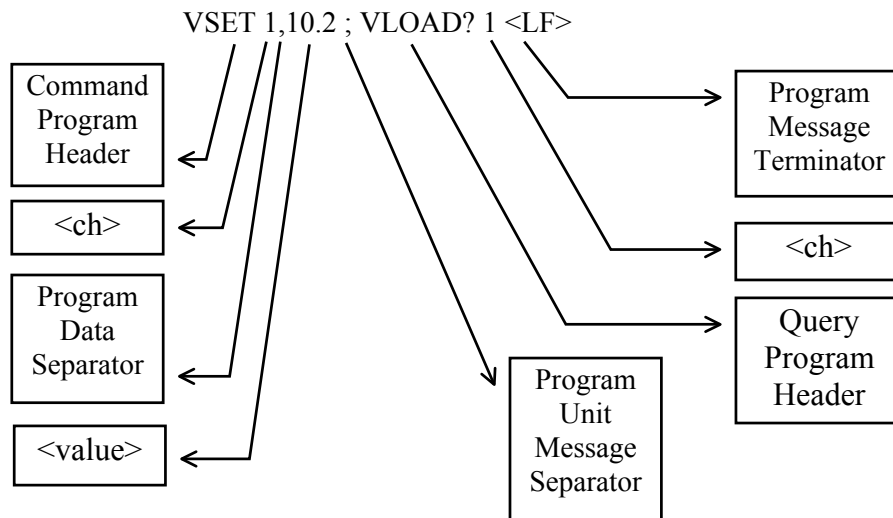 VSET 1,10.2 ; VLOAD? 1 <LF>
Command
Program
Header
<ch>
Program
Data
Separator
<value>
Program
Unit
Message
Separator
Program
Message
Terminator
<ch>
Query
Program
Header